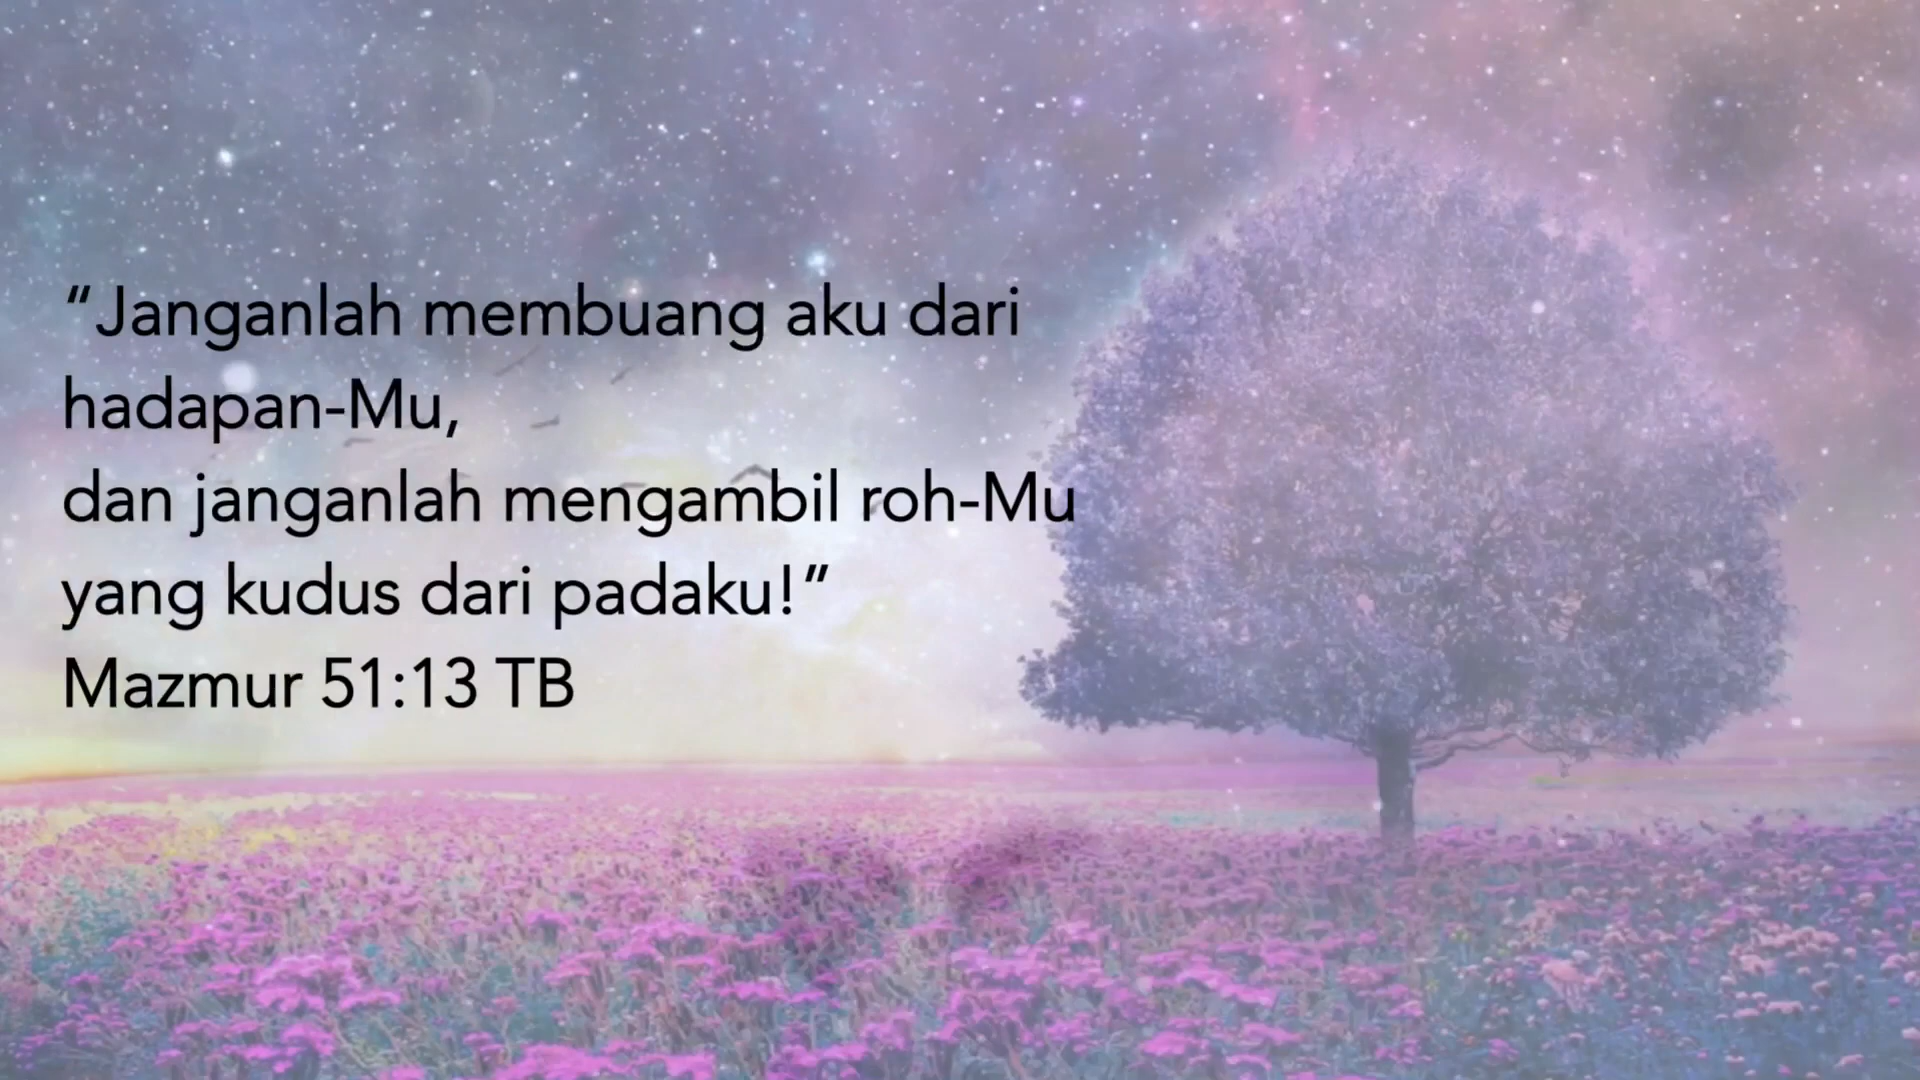 “Janganlah membuang aku dari
hadapan-Mu,
dan janganlah mengambil roh-Mu
yang kudus dari padaku!”
Mazmur 51:13 TB